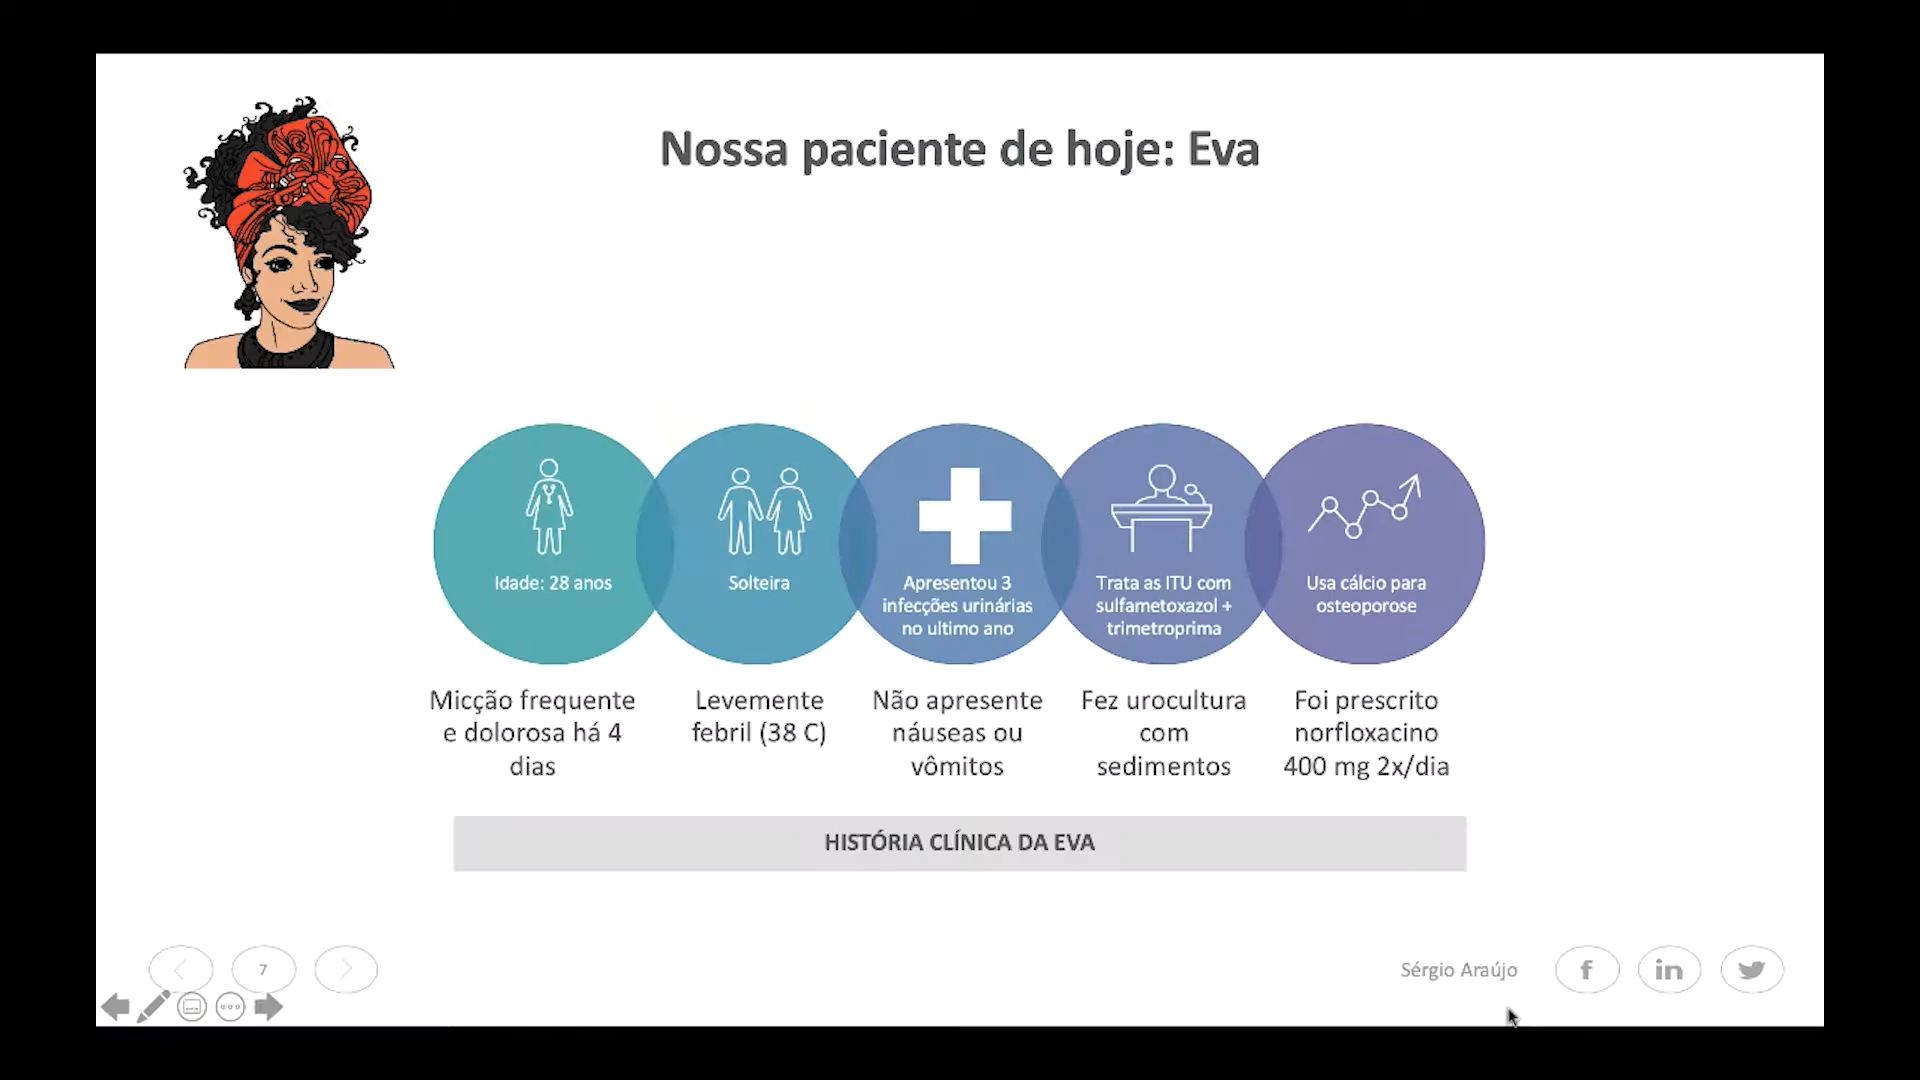 Nossa paciente de hoje: Eva
Idade: 28 anos
Solteira
Apresentou 3
infecções urinárias
no ultimo ano
Trata as ITU com
sulfametoxazol +
trimetroprima
Usa cálcio para
osteoporose
Micção frequente
e dolorosa há 4
dias
Levemente
febril (38 C)
Não apresente
náuseas ou
vômitos
Fez urocultura
com
sedimentos
Foi prescrito
norfloxacino
400 mg 2x/dia
HISTÓRIA CLÍNICA DA EVA
7
Sérgio Araújo
f
in